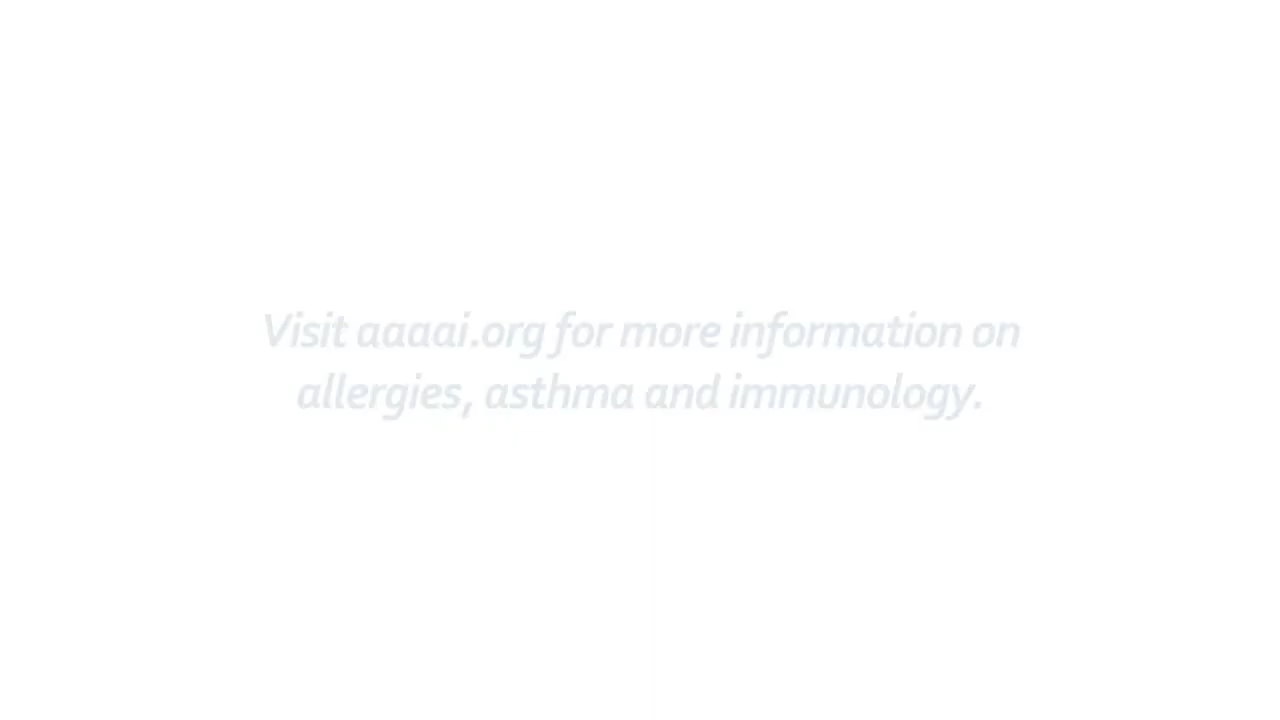 Visit aaaai.org for more information on
allergies, asthma and immunology.